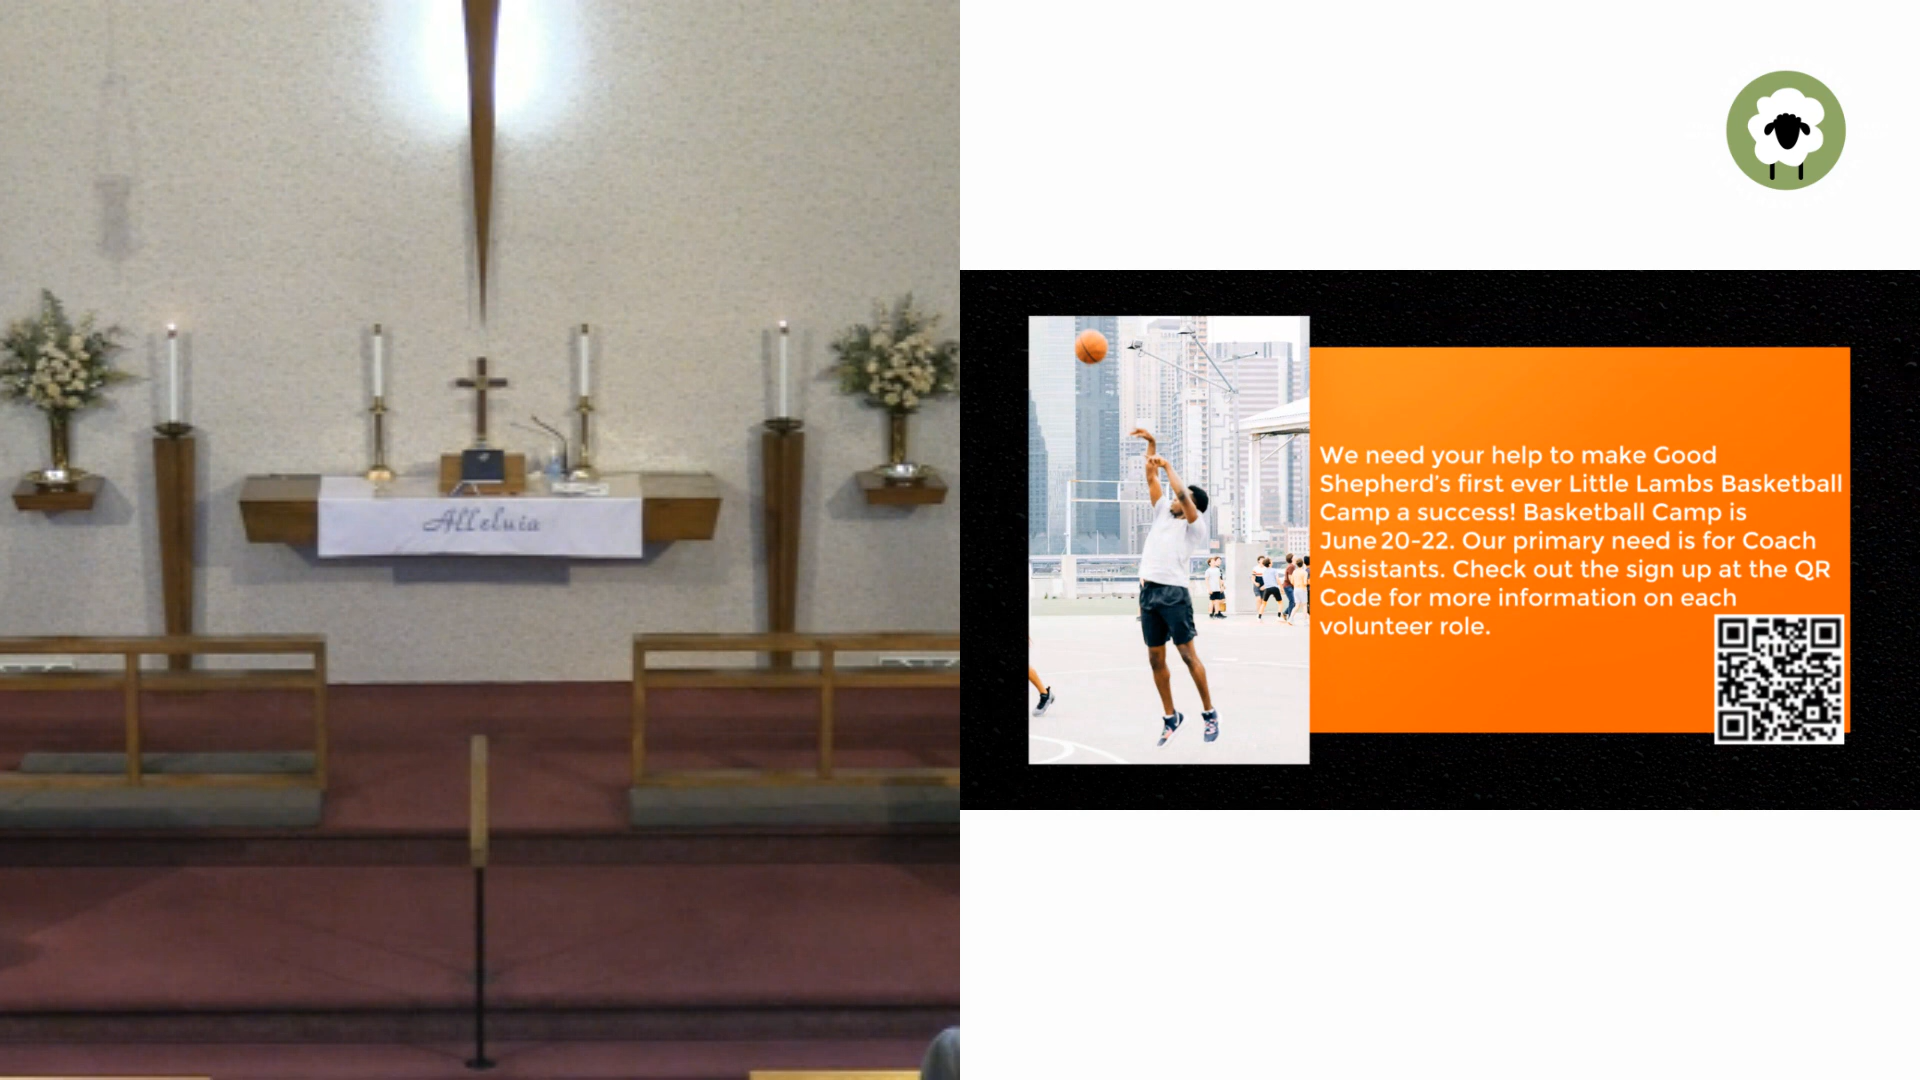 Alleluia
We need your help to make Good
Shepherd's first ever Little Lambs Basketball
Camp a success! Basketball Camp is
June 20-22. Our primary need is for Coach
Assistants. Check out the sign up at the QR
Code for more information on each
volunteer role.